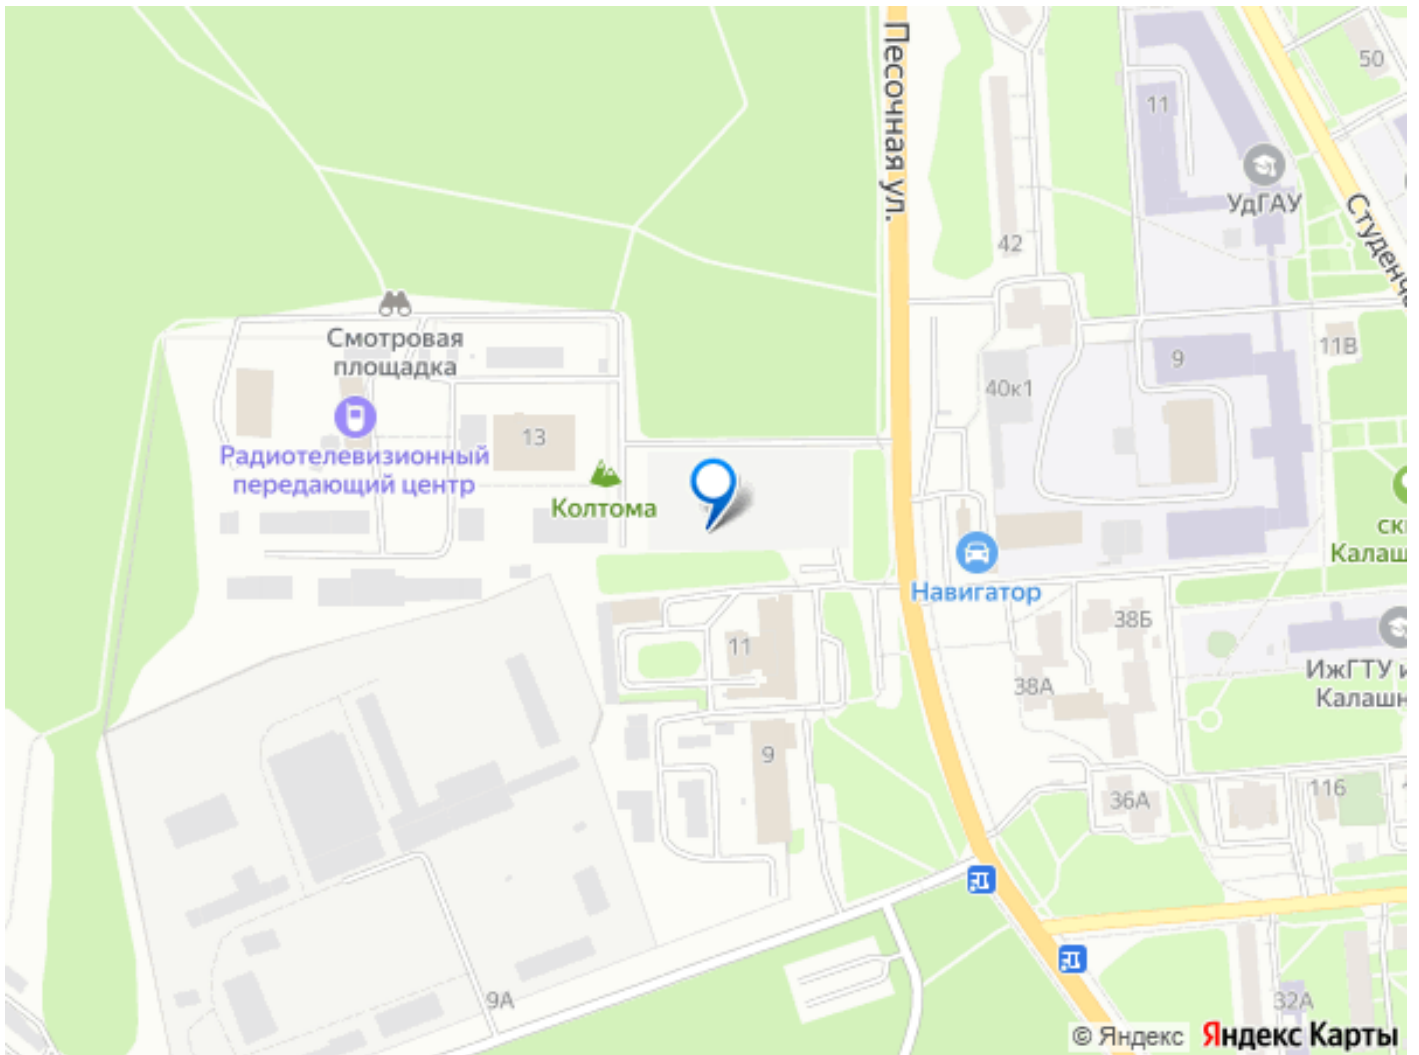 Песочная ул.
50
11
УдГАУ
42
11В
9
40к1
Смотровая
площадка
13
Радиотелевизионный
передающий центр
Колтома
Навигатор
38Б
11
38А
9
36А
116
9А
32А
© Яндекс
Яндекс Карты